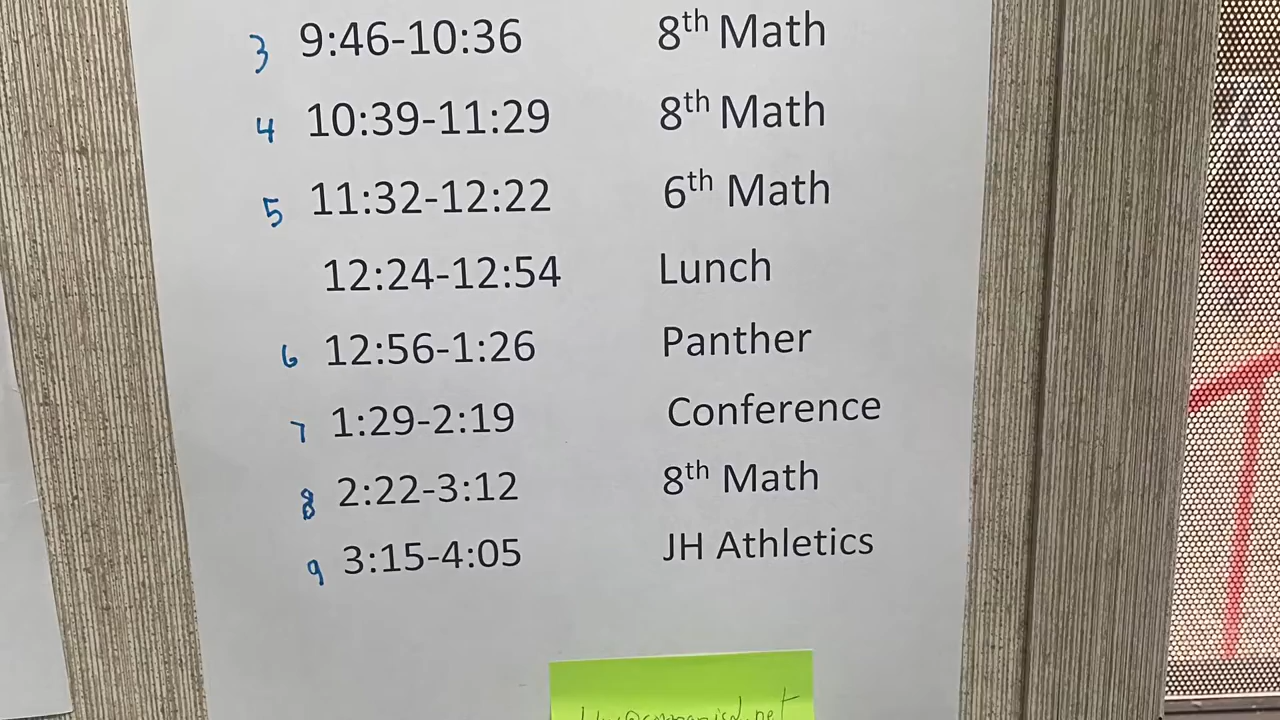 3 9:46-10:36 8th Math
4 10:39-11:29 8th Math
5 11:32-12:22 6th Math
12:24-12:54 Lunch
6 12:56-1:26 Panther
7 1:29-2:19 Conference
8 2:22-3:12 8th Math
9 3:15-4:05 JH Athletics